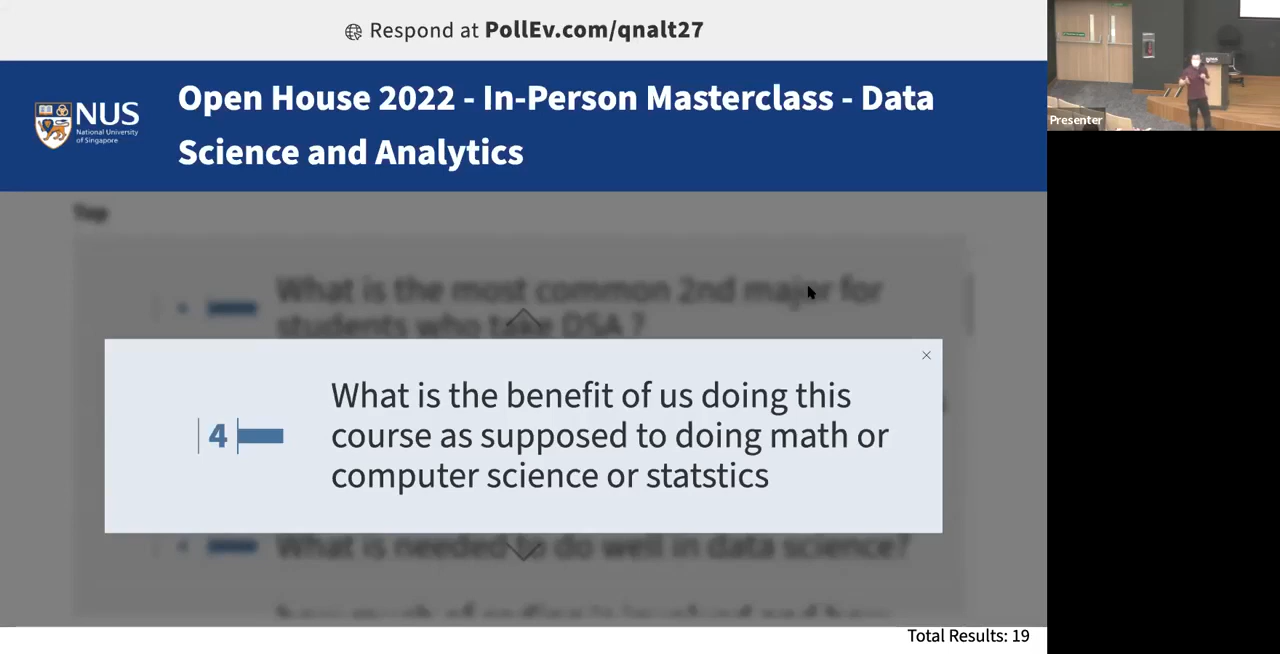 Respond at PollEv.com/qnalt27
NUS
National University
of Singapore
Open House 2022 - In-Person Masterclass - Data
Science and Analytics
Presenter
Top
What is the most common 2nd major for
students who take DSA ?
4
What is the benefit of us doing this
course as supposed to doing math or
computer science or statstics
What is needed to do well in data science?
Total Results: 19